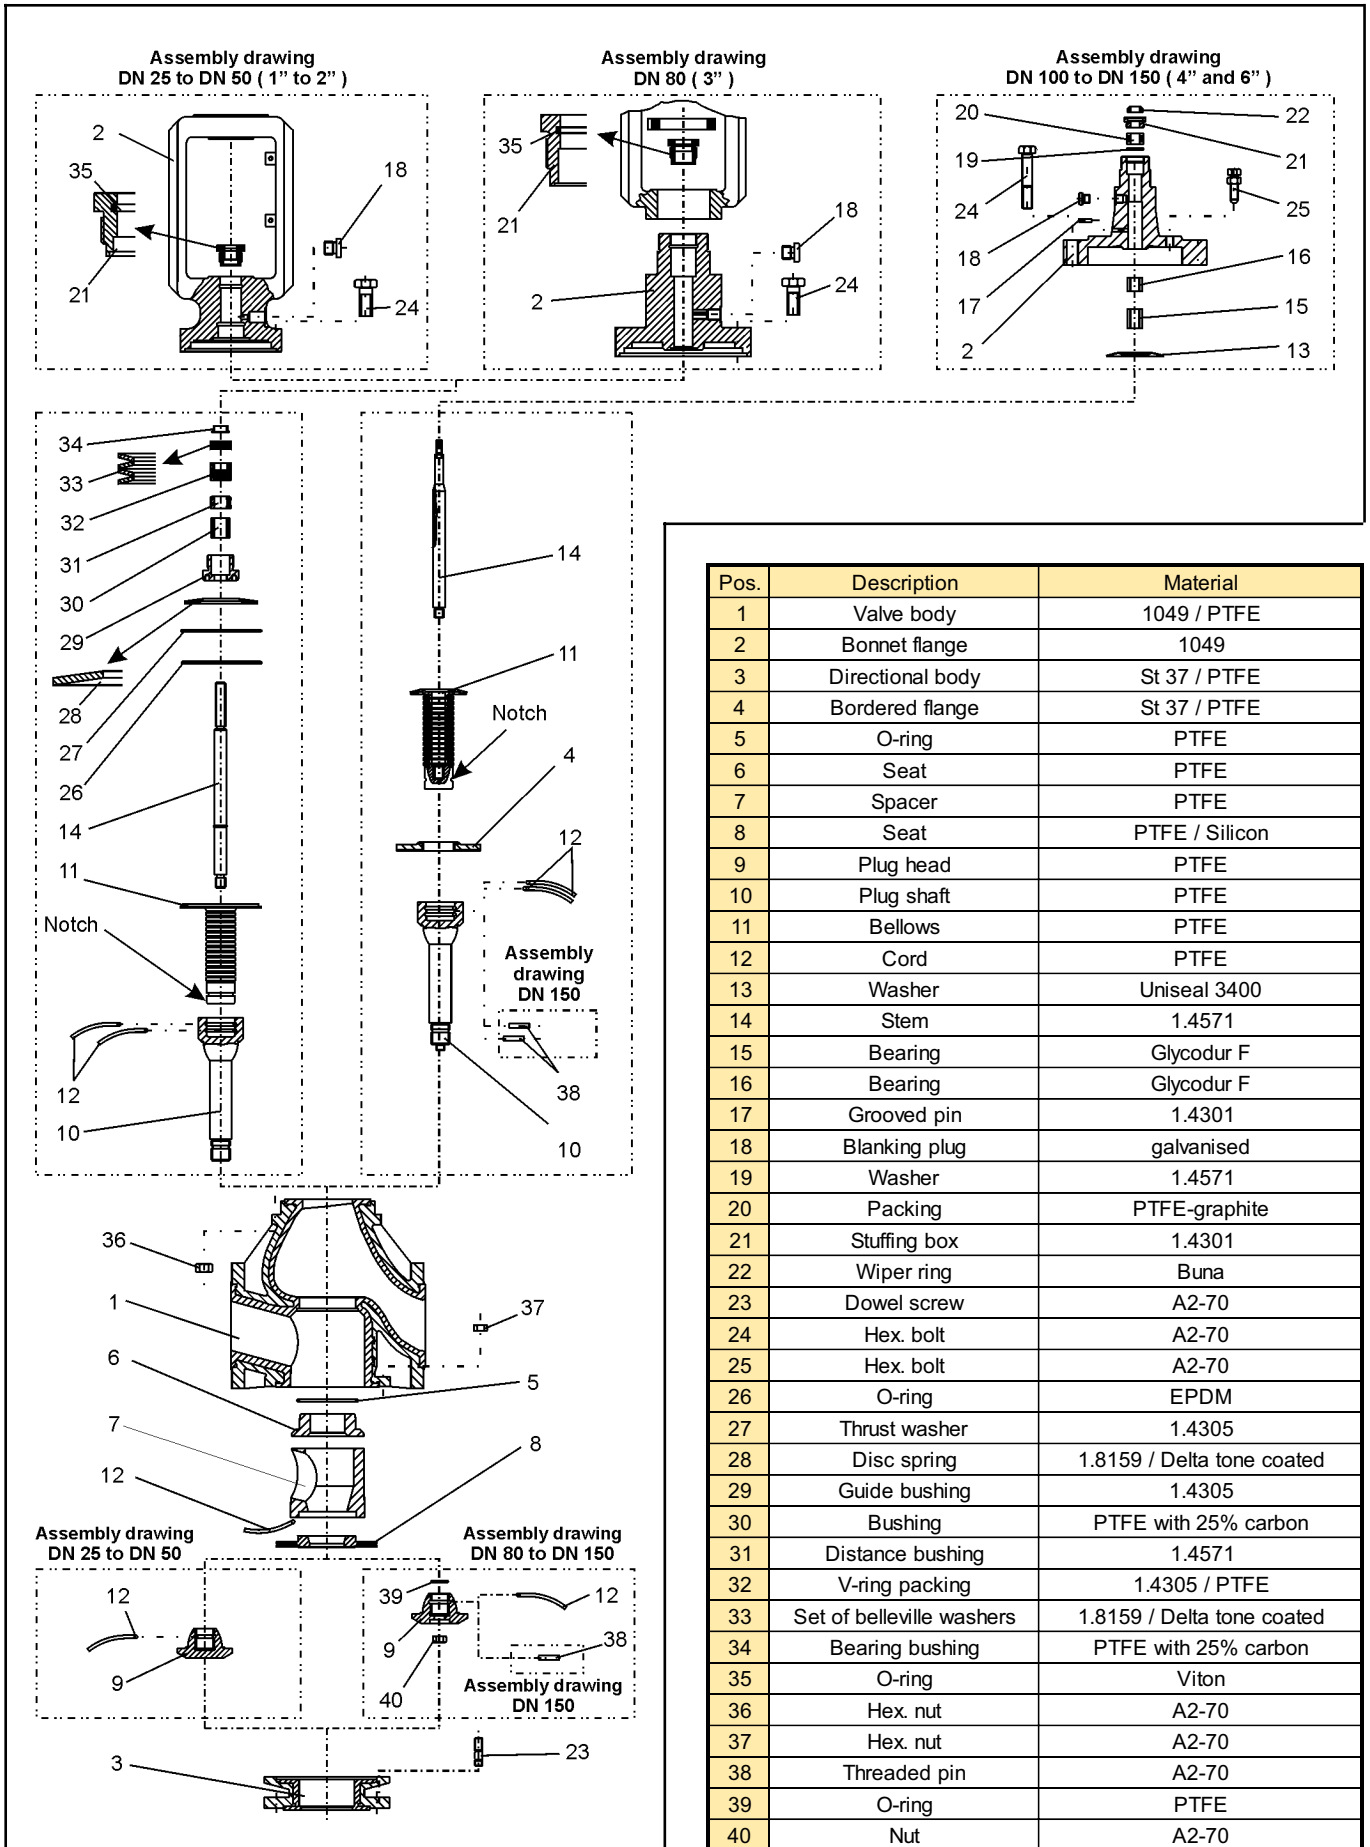 Assembly drawing
DN 25 to DN 50 ( 1” to 2” )
2
35
18
21
24
Assembly drawing
DN 80 ( 3” )
35
21
18
2
24
Assembly drawing
DN 100 to DN 150 ( 4” and 6” )
20
22
19
21
24
25
18
16
17
15
2
13
34
33
32
31
30
29
28
27
26
14
11
Notch
12
10
14
11
Notch
4
12
Assembly
drawing
DN 150
38
10
36
1
37
6
5
7
8
12
Assembly drawing
DN 25 to DN 50
12
9
Assembly drawing
DN 80 to DN 150
39
12
9
38
40
Assembly drawing
DN 150
3
23
Pos. Description Material
1 Valve body 1049 / PTFE
2 Bonnet flange 1049
3 Directional body St 37 / PTFE
4 Bordered flange St 37 / PTFE
5 O-ring PTFE
6 Seat PTFE
7 Spacer PTFE
8 Seat PTFE / Silicon
9 Plug head PTFE
10 Plug shaft PTFE
11 Bellows PTFE
12 Cord PTFE
13 Washer Uniseal 3400
14 Stem 1.4571
15 Bearing Glycodur F
16 Bearing Glycodur F
17 Grooved pin 1.4301
18 Blanking plug galvanised
19 Washer 1.4571
20 Packing PTFE-graphite
21 Stuffing box 1.4301
22 Wiper ring Buna
23 Dowel screw A2-70
24 Hex. bolt A2-70
25 Hex. bolt A2-70
26 O-ring EPDM
27 Thrust washer 1.4305
28 Disc spring 1.8159 / Delta tone coated
29 Guide bushing 1.4305
30 Bushing PTFE with 25% carbon
31 Distance bushing 1.4571
32 V-ring packing 1.4305 / PTFE
33 Set of belleville washers 1.8159 / Delta tone coated
34 Bearing bushing PTFE with 25% carbon
35 O-ring Viton
36 Hex. nut A2-70
37 Hex. nut A2-70
38 Threaded pin A2-70
39 O-ring PTFE
40 Nut A2-70